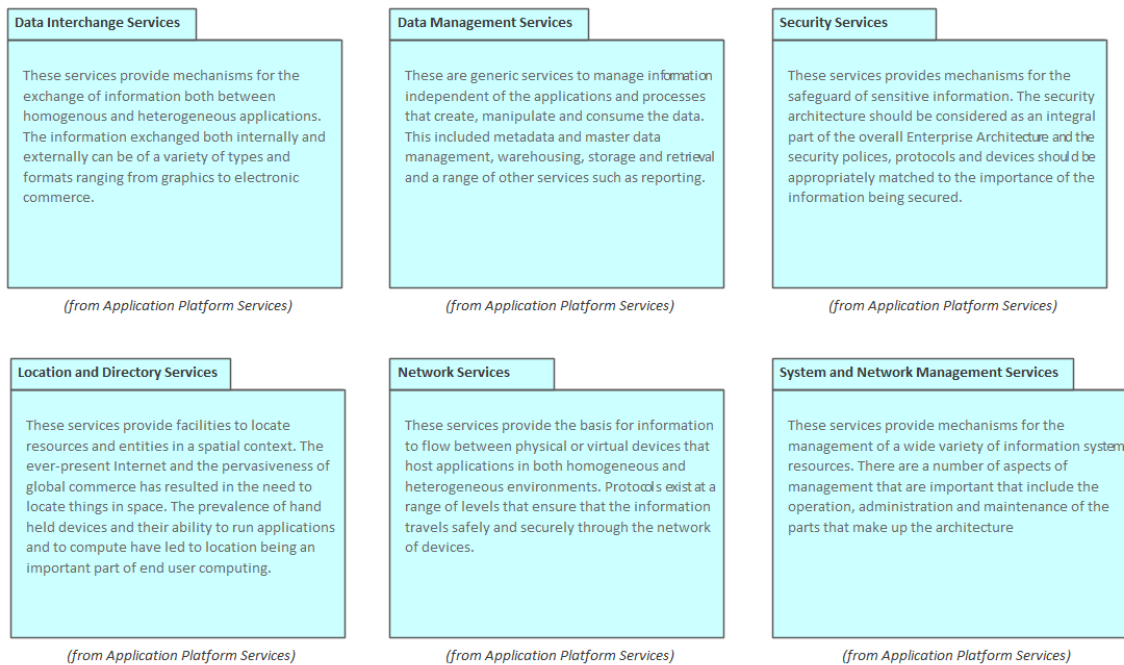 Data Interchange Services
These services provide mechanisms for the
exchange of information both between
homogenous and heterogeneous applications.
The information exchanged both internally and
externally can be of a variety of types and
formats ranging from graphics to electronic
commerce.
(from Application Platform Services)
Data Management Services
These are generic services to manage information
independent of the applications and processes
that create, manipulate and consume the data.
This included metadata and master data
management, warehousing, storage and retrieval
and a range of other services such as reporting.
(from Application Platform Services)
Security Services
These services provides mechanisms for the
safeguard of sensitive information. The security
architecture should be considered as an integral
part of the overall Enterprise Architecture and the
security polices, protocols and devices should be
appropriately matched to the importance of the
information being secured.
(from Application Platform Services)
Location and Directory Services
These services provide facilities to locate
resources and entities in a spatial context. The
ever-present Internet and the pervasiveness of
global commerce has resulted in the need to
locate things in space. The prevalence of hand
held devices and their ability to run applications
and to compute have led to location being an
important part of end user computing.
(from Application Platform Services)
Network Services
These services provide the basis for information
to flow between physical or virtual devices that
host applications in both homogeneous and
heterogeneous environments. Protocols exist at a
range of levels that ensure that the information
travels safely and securely through the network
of devices.
(from Application Platform Services)
System and Network Management Services
These services provide mechanisms for the
management of a wide variety of information system
resources. There are a number of aspects of
management that are important that include the
operation, administration and maintenance of the
parts that make up the architecture
(from Application Platform Services)